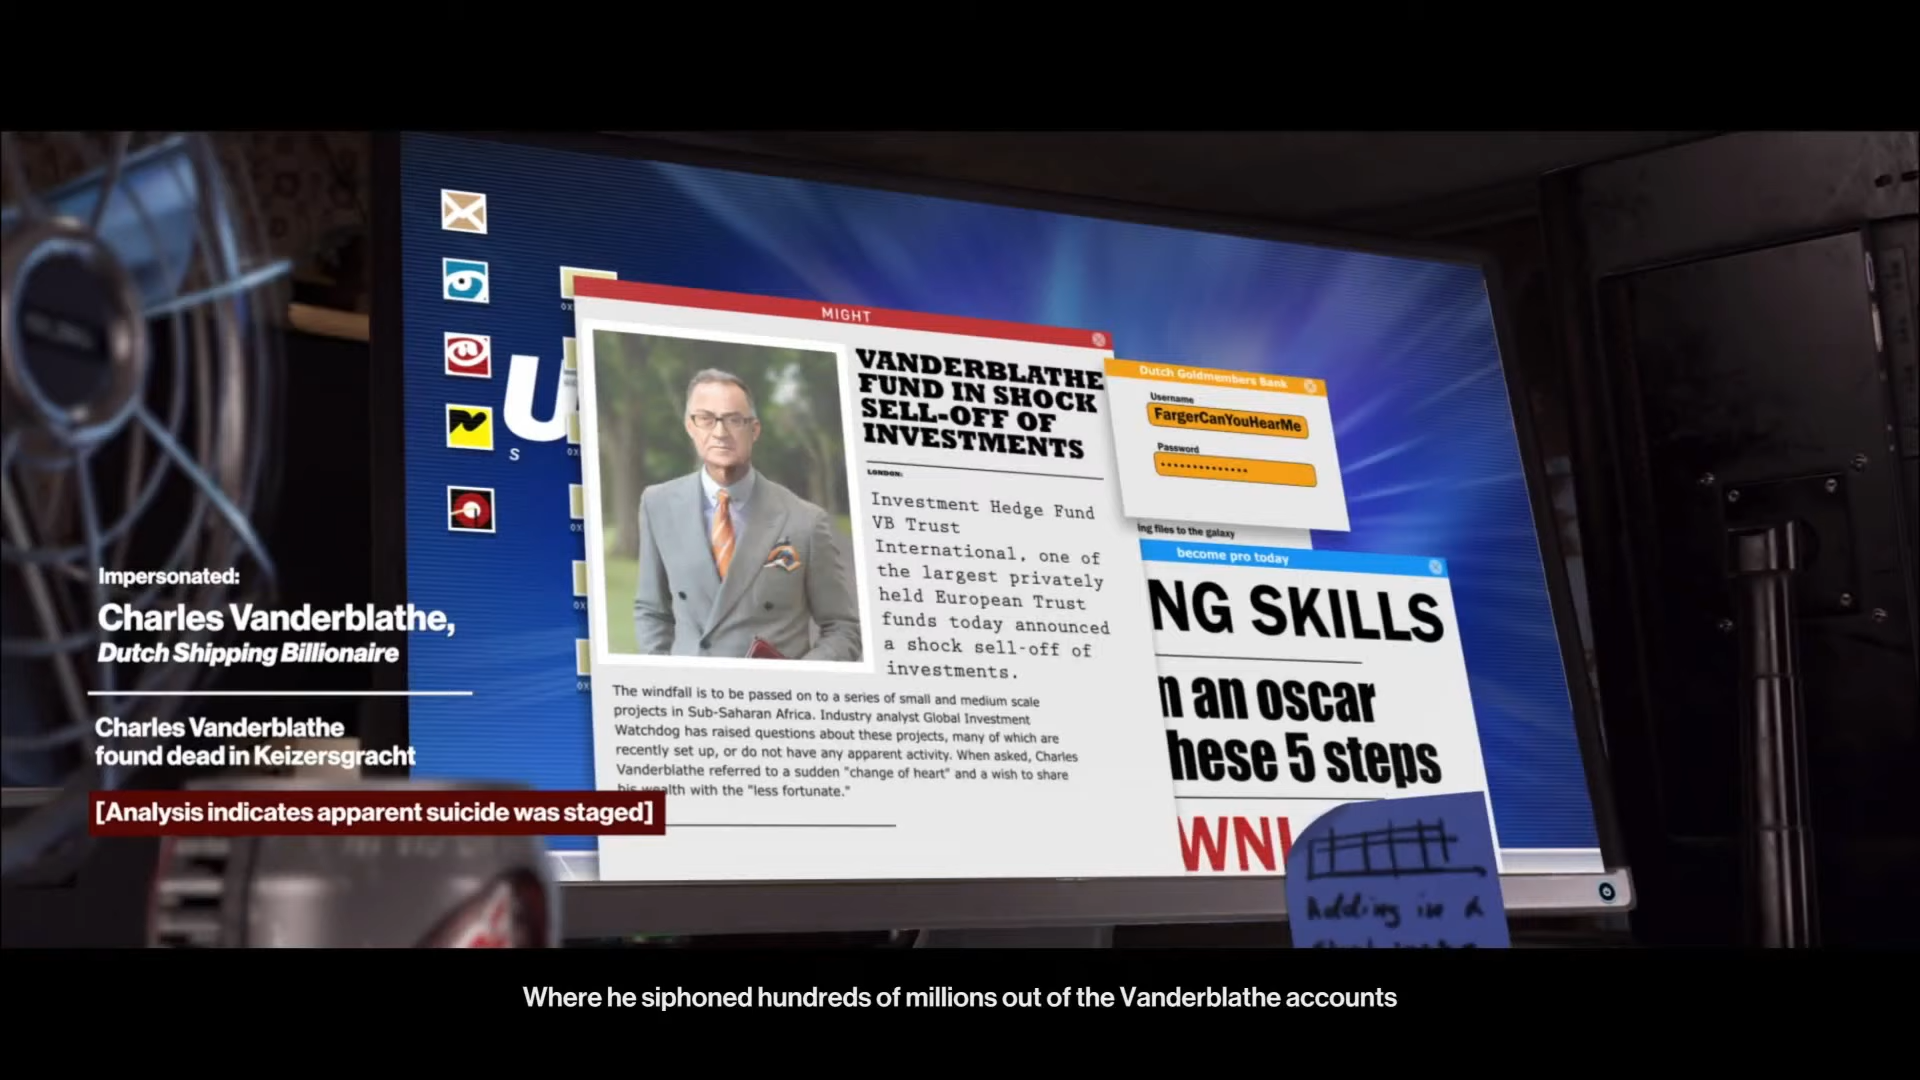 MIGHT
VANDERBLATHE
FUND IN SHOCK
SELL-OFF OF
INVESTMENTS
LONDON:
Investment Hedge Fund
VB Trust
International, one of
the largest privately
held European Trust
funds today announced
a shock sell-off of
investments.
The windfall is to be passed on to a series of small and medium scale
projects in Sub-Saharan Africa. Industry analyst Global Investment
Watchdog has raised questions about these projects, many of which are
recently set up, or do not have any apparent activity. When asked, Charles
Vanderblathe referred to a sudden "change of heart" and a wish to share
his wealth with the "less fortunate."
Dutch Goldmembers Bank
Username
FargerCanYouHearMe
Password
••••••••••••••
ing files to the galaxy
become pro today
NG SKILLS
n an oscar
hese 5 steps
WNL
Adding in a
U
S
Impersonated:
Charles Vanderblathe,
Dutch Shipping Billionaire
Charles Vanderblathe
found dead in Keizersgracht
[Analysis indicates apparent suicide was staged]
Where he siphoned hundreds of millions out of the Vanderblathe accounts